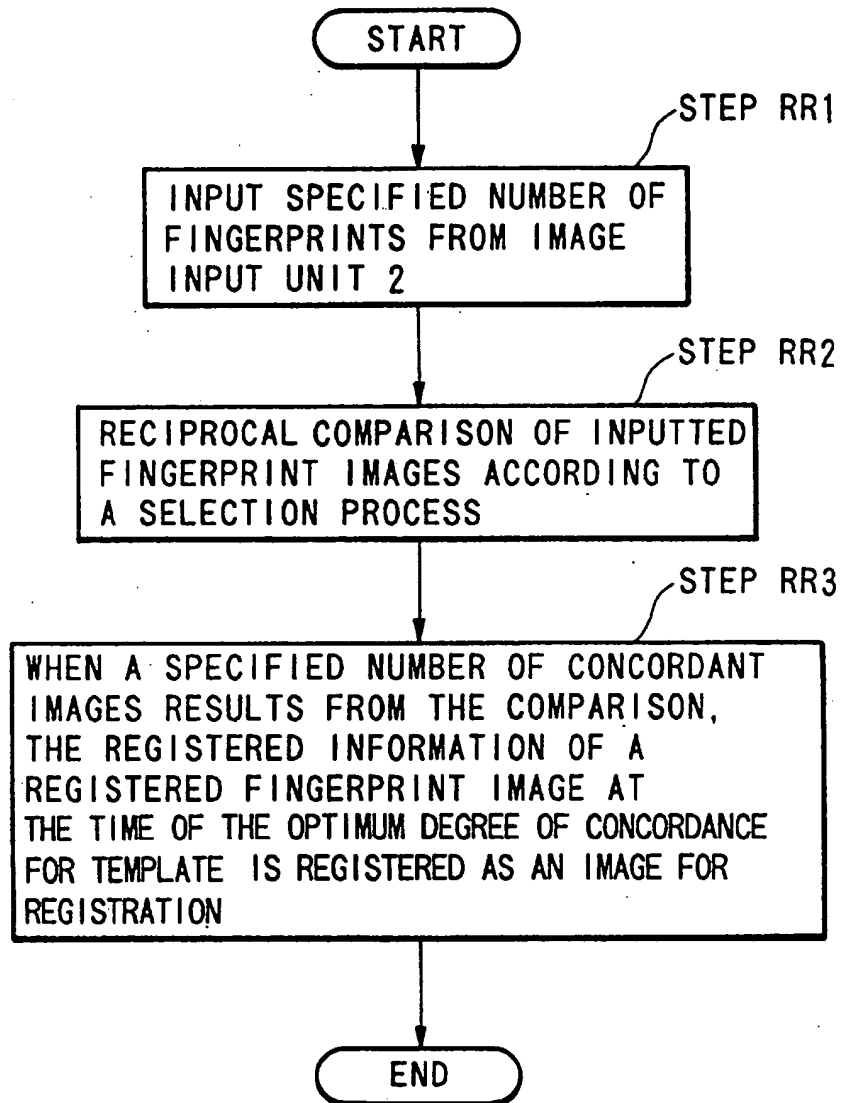 START
STEP RR1
INPUT SPECIFIED NUMBER OF
FINGERPRINTS FROM IMAGE
INPUT UNIT 2
STEP RR2
RECIPROCAL COMPARISON OF INPUTTED
FINGERPRINT IMAGES ACCORDING TO
A SELECTION PROCESS
STEP RR3
WHEN A SPECIFIED NUMBER OF CONCORDANT
IMAGES RESULTS FROM THE COMPARISON,
THE REGISTERED INFORMATION OF A
REGISTERED FINGERPRINT IMAGE AT
THE TIME OF THE OPTIMUM DEGREE OF CONCORDANCE
FOR TEMPLATE IS REGISTERED AS AN IMAGE FOR
REGISTRATION
END